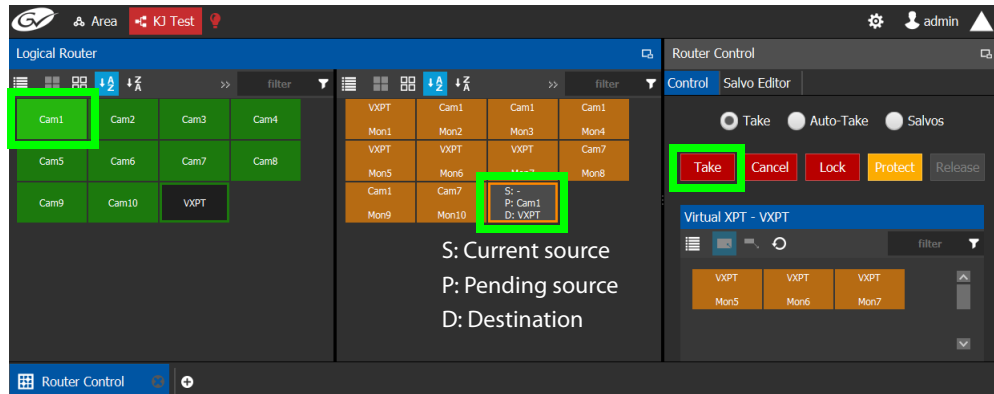 GV Area KJ Test admin
Logical Router
Router Control
filter
filter
Control Salvo Editor
Cam1 Cam2 Cam3 Cam4
Cam5 Cam6 Cam7 Cam8
Cam9 Cam10 VXPT
VXPT Cam1 Cam1 Cam1
Mon1 Mon2 Mon3 Mon4
VXPT VXPT VXPT Cam7
Mon5 Mon6 Mon7 Mon8
Cam1 Cam7 S: -
P: Cam1
Mon9 Mon10 D: VXPT
S: Current source
P: Pending source
D: Destination
Take Auto-Take Salvos
Take Cancel Lock Protect Release
Virtual XPT - VXPT
filter
VXPT VXPT VXPT
Mon5 Mon6 Mon7
Router Control